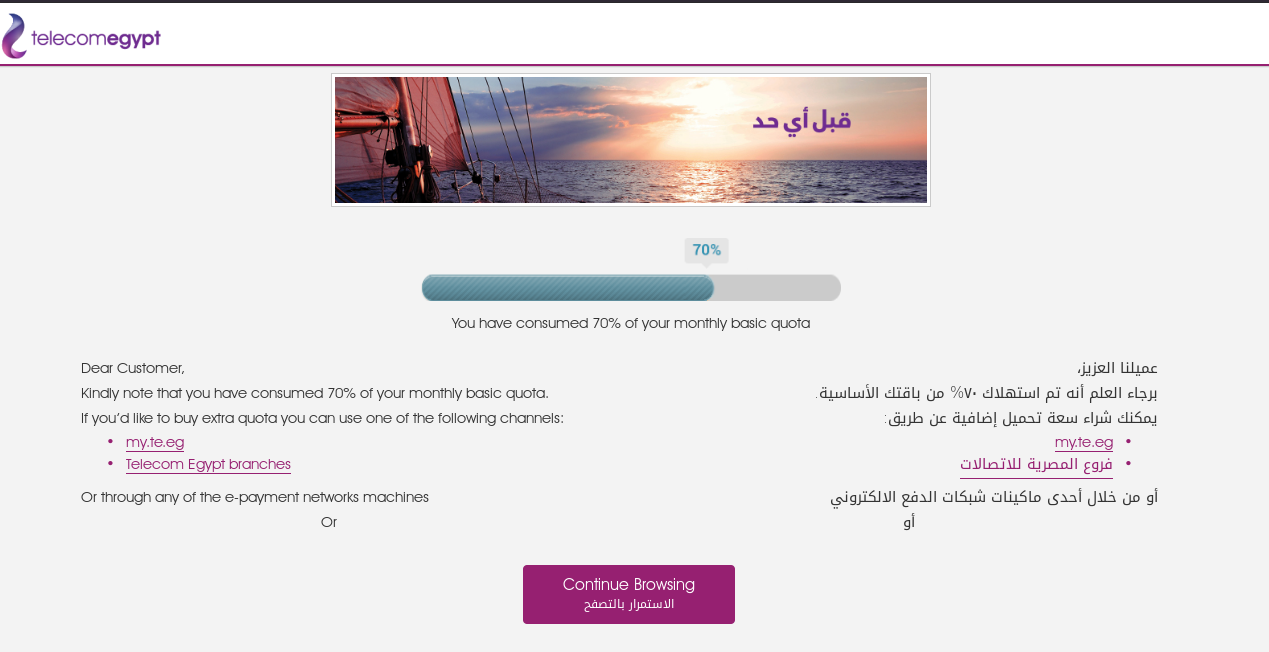 telecomegypt
قبل أي حد
70%
You have consumed 70% of your monthly basic quota
Dear Customer,
Kindly note that you have consumed 70% of your monthly basic quota.
If you'd like to buy extra quota you can use one of the following channels:
• my.te.eg
• Telecom Egypt branches
Or through any of the e-payment networks machines
Or
عميلنا العزيز،
برجاء العلم أنه تم استهلاك ٧٠% من باقتك الأساسية.
يمكنك شراء سعة تحميل إضافية عن طريق:
• my.te.eg
• فروع المصرية للاتصالات
أو من خلال أحدى ماكينات شبكات الدفع الالكتروني
أو
Continue Browsing
الاستمرار بالتصفح